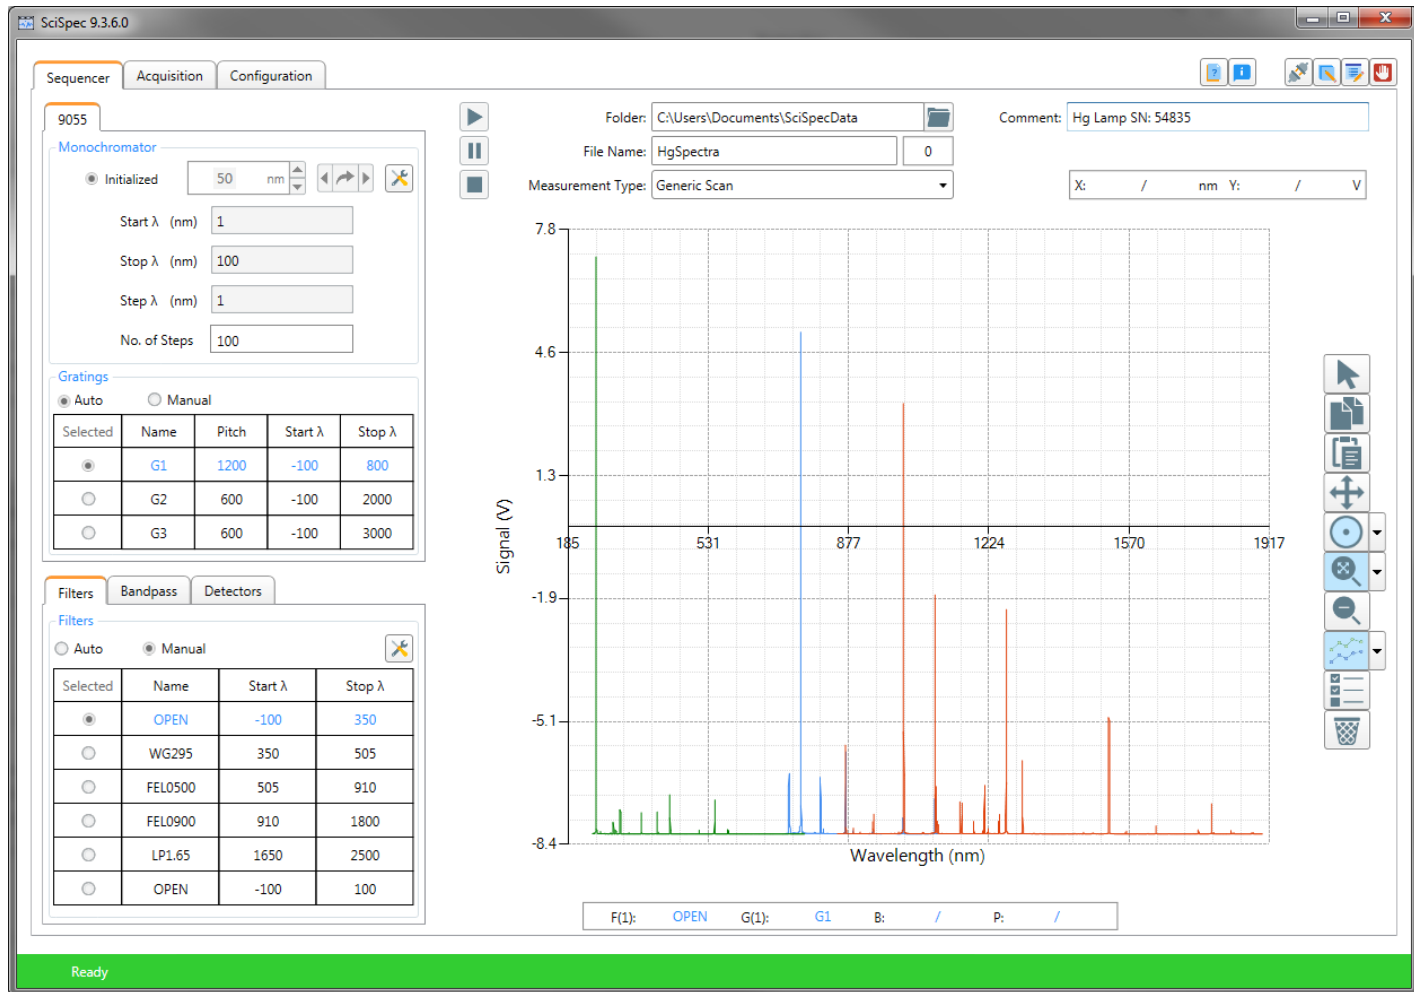 SciSpec 9.3.6.0
Sequencer Acquisition Configuration
9055
Monochromator
Initialized 50 nm
Start λ (nm) 1
Stop λ (nm) 100
Step λ (nm) 1
No. of Steps 100
Gratings
Auto Manual
Selected Name Pitch Start λ Stop λ
G1 1200 -100 800
G2 600 -100 2000
G3 600 -100 3000
Filters Bandpass Detectors
Filters
Auto Manual
Selected Name Start λ Stop λ
OPEN -100 350
WG295 350 505
FEL0500 505 910
FEL0900 910 1800
LP1.65 1650 2500
OPEN -100 100
Folder: C:\Users\Documents\SciSpecData
Comment: Hg Lamp SN: 54835
File Name: HgSpectra 0
Measurement Type: Generic Scan
X: / nm Y: / V
7.8
4.6
1.3
-1.9
-5.1
-8.4
Signal (V)
185 531 877 1224 1570 1917
Wavelength (nm)
F(1): OPEN G(1): G1 B: / P: /
Ready